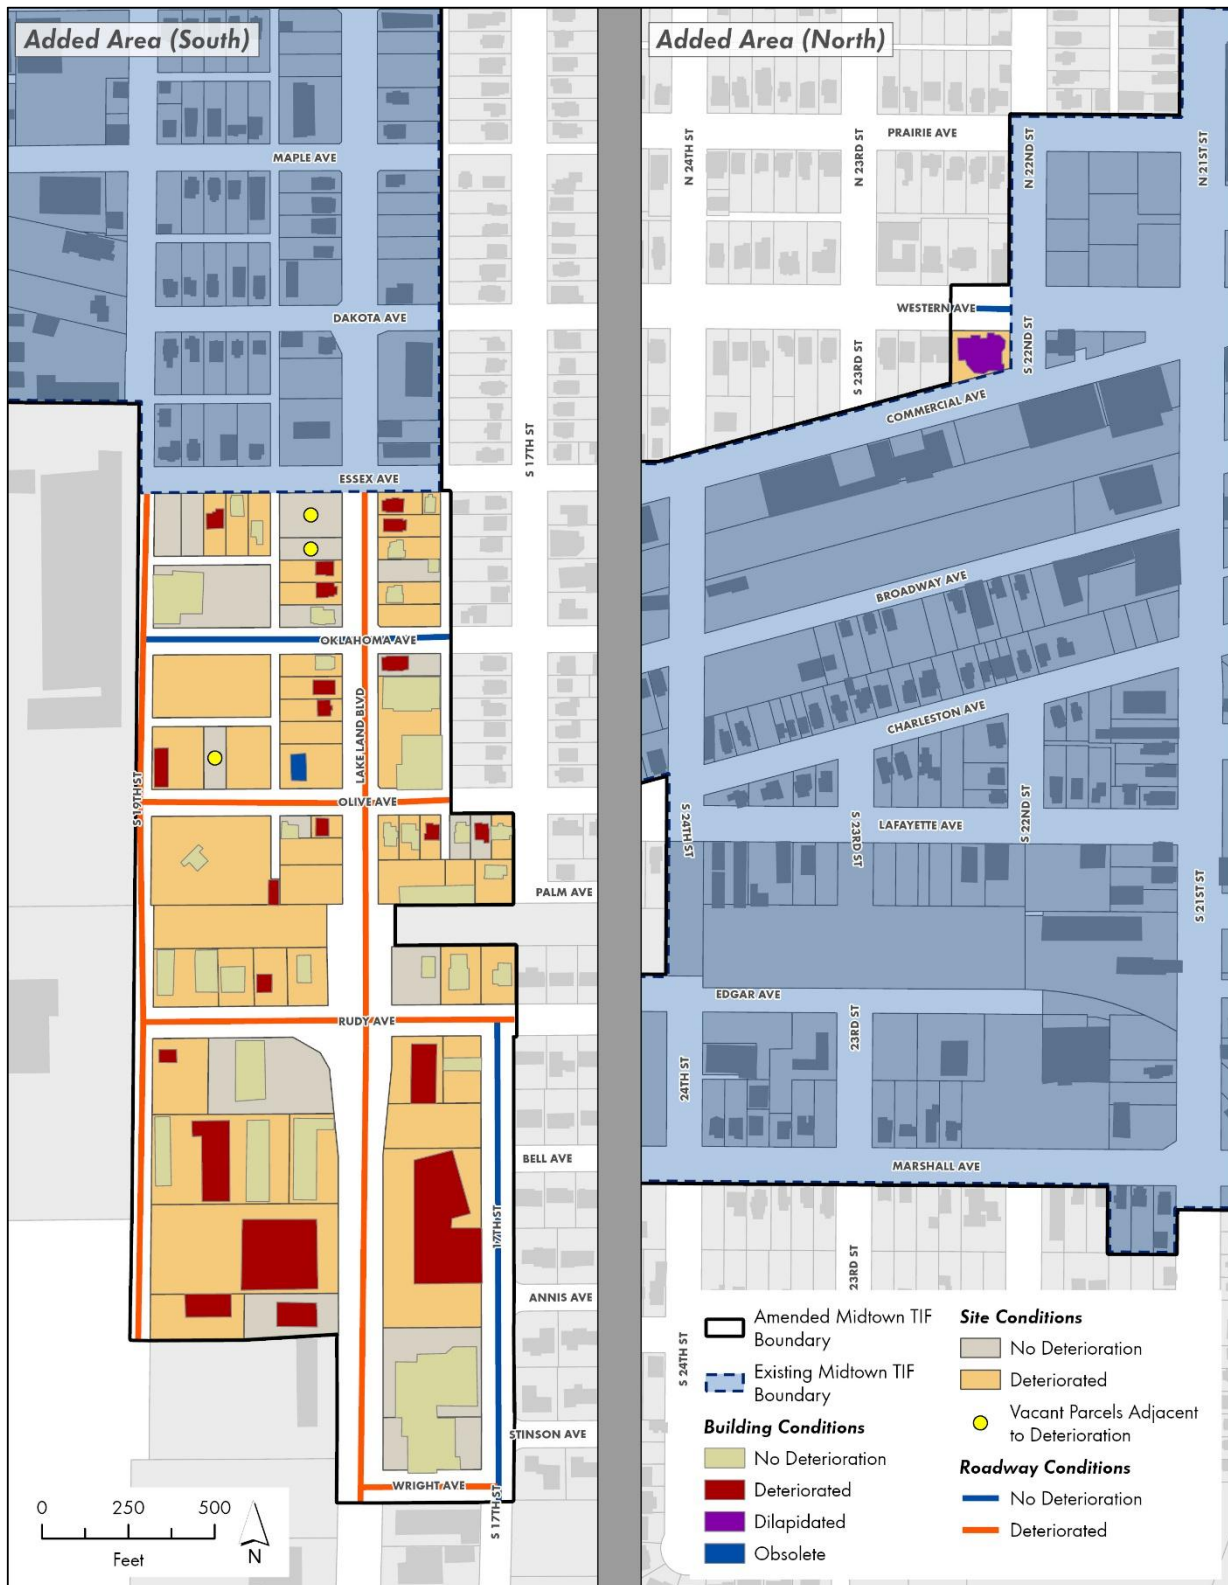 Added Area (South)
MAPLE AVE
DAKOTA AVE
S 17TH ST
ESSEX AVE
OKLAHOMA AVE
LAKE LAND BLVD
S 19TH ST
OLIVE AVE
PALM AVE
RUDY AVE
BELL AVE
17TH ST
ANNIS AVE
STINSON AVE
WRIGHT AVE
S 17TH ST
0 250 500
Feet
N
Added Area (North)
PRAIRIE AVE
N 24TH ST
N 23RD ST
N 22ND ST
N 21ST ST
WESTERN AVE
S 23RD ST
S 22ND ST
COMMERCIAL AVE
BROADWAY AVE
CHARLESTON AVE
S 24TH ST
S 23RD ST
LAFAYETTE AVE
S 22ND ST
S 21ST ST
EDGAR AVE
24TH ST
23RD ST
MARSHALL AVE
23RD ST
S 24TH ST
Amended Midtown TIF
Boundary
Existing Midtown TIF
Boundary
Building Conditions
No Deterioration
Deteriorated
Dilapidated
Obsolete
Site Conditions
No Deterioration
Deteriorated
Vacant Parcels Adjacent
to Deterioration
Roadway Conditions
No Deterioration
Deteriorated